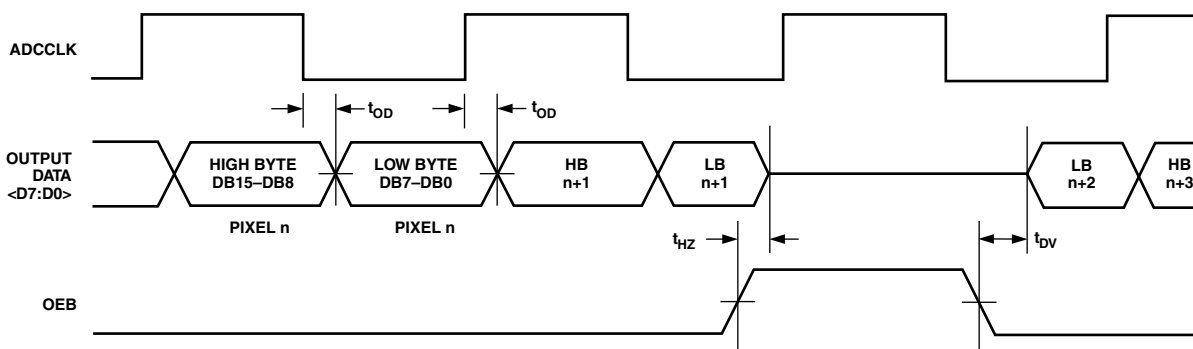 ADCCLK
tOD
tOD
OUTPUT
DATA
<D7:D0>
HIGH BYTE
DB15–DB8
LOW BYTE
DB7–DB0
HB
n+1
LB
n+1
LB
n+2
HB
n+3
PIXEL n
PIXEL n
tHZ
tDV
OEB